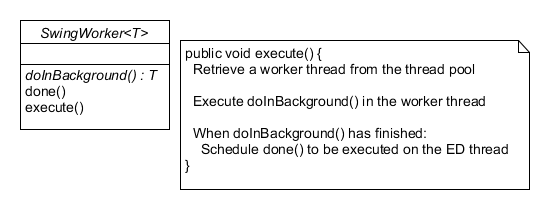 SwingWorker<T>
doInBackground() : T
done()
execute()
public void execute() {
Retrieve a worker thread from the thread pool
Execute doInBackground() in the worker thread
When doInBackground() has finished:
Schedule done() to be executed on the ED thread
}